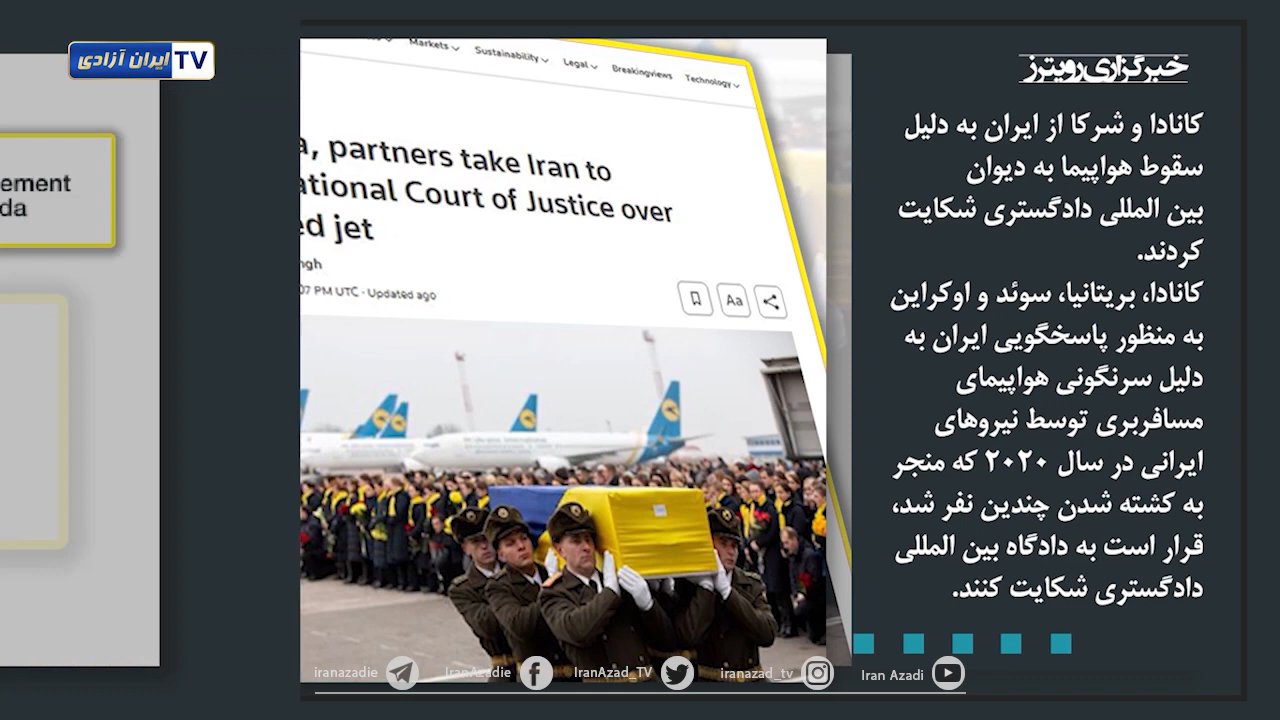 ایران آزادی TV
Markets
Sustainability
Legal
Breakingviews
Technology
partners take Iran to
Court of Justice over
jet
07 PM UTC · Updated ago
Aa
ement
da
خبرگزاری رویترز
کانادا و شرکا از ایران به دلیل
سقوط هواپیما به دیوان
بین المللی دادگستری شکایت
کردند.
کانادا، بریتانیا، سوئد و اوکراین
به منظور پاسخگویی ایران به
دلیل سرنگونی هواپیمای
مسافربری توسط نیروهای
ایرانی در سال ۲۰۲۰ که منجر
به کشته شدن چندین نفر شد،
قرار است به دادگاه بین المللی
دادگستری شکایت کنند.
iranazadie
IranAzadie
IranAzad_TV
iranazad_tv
Iran Azadi